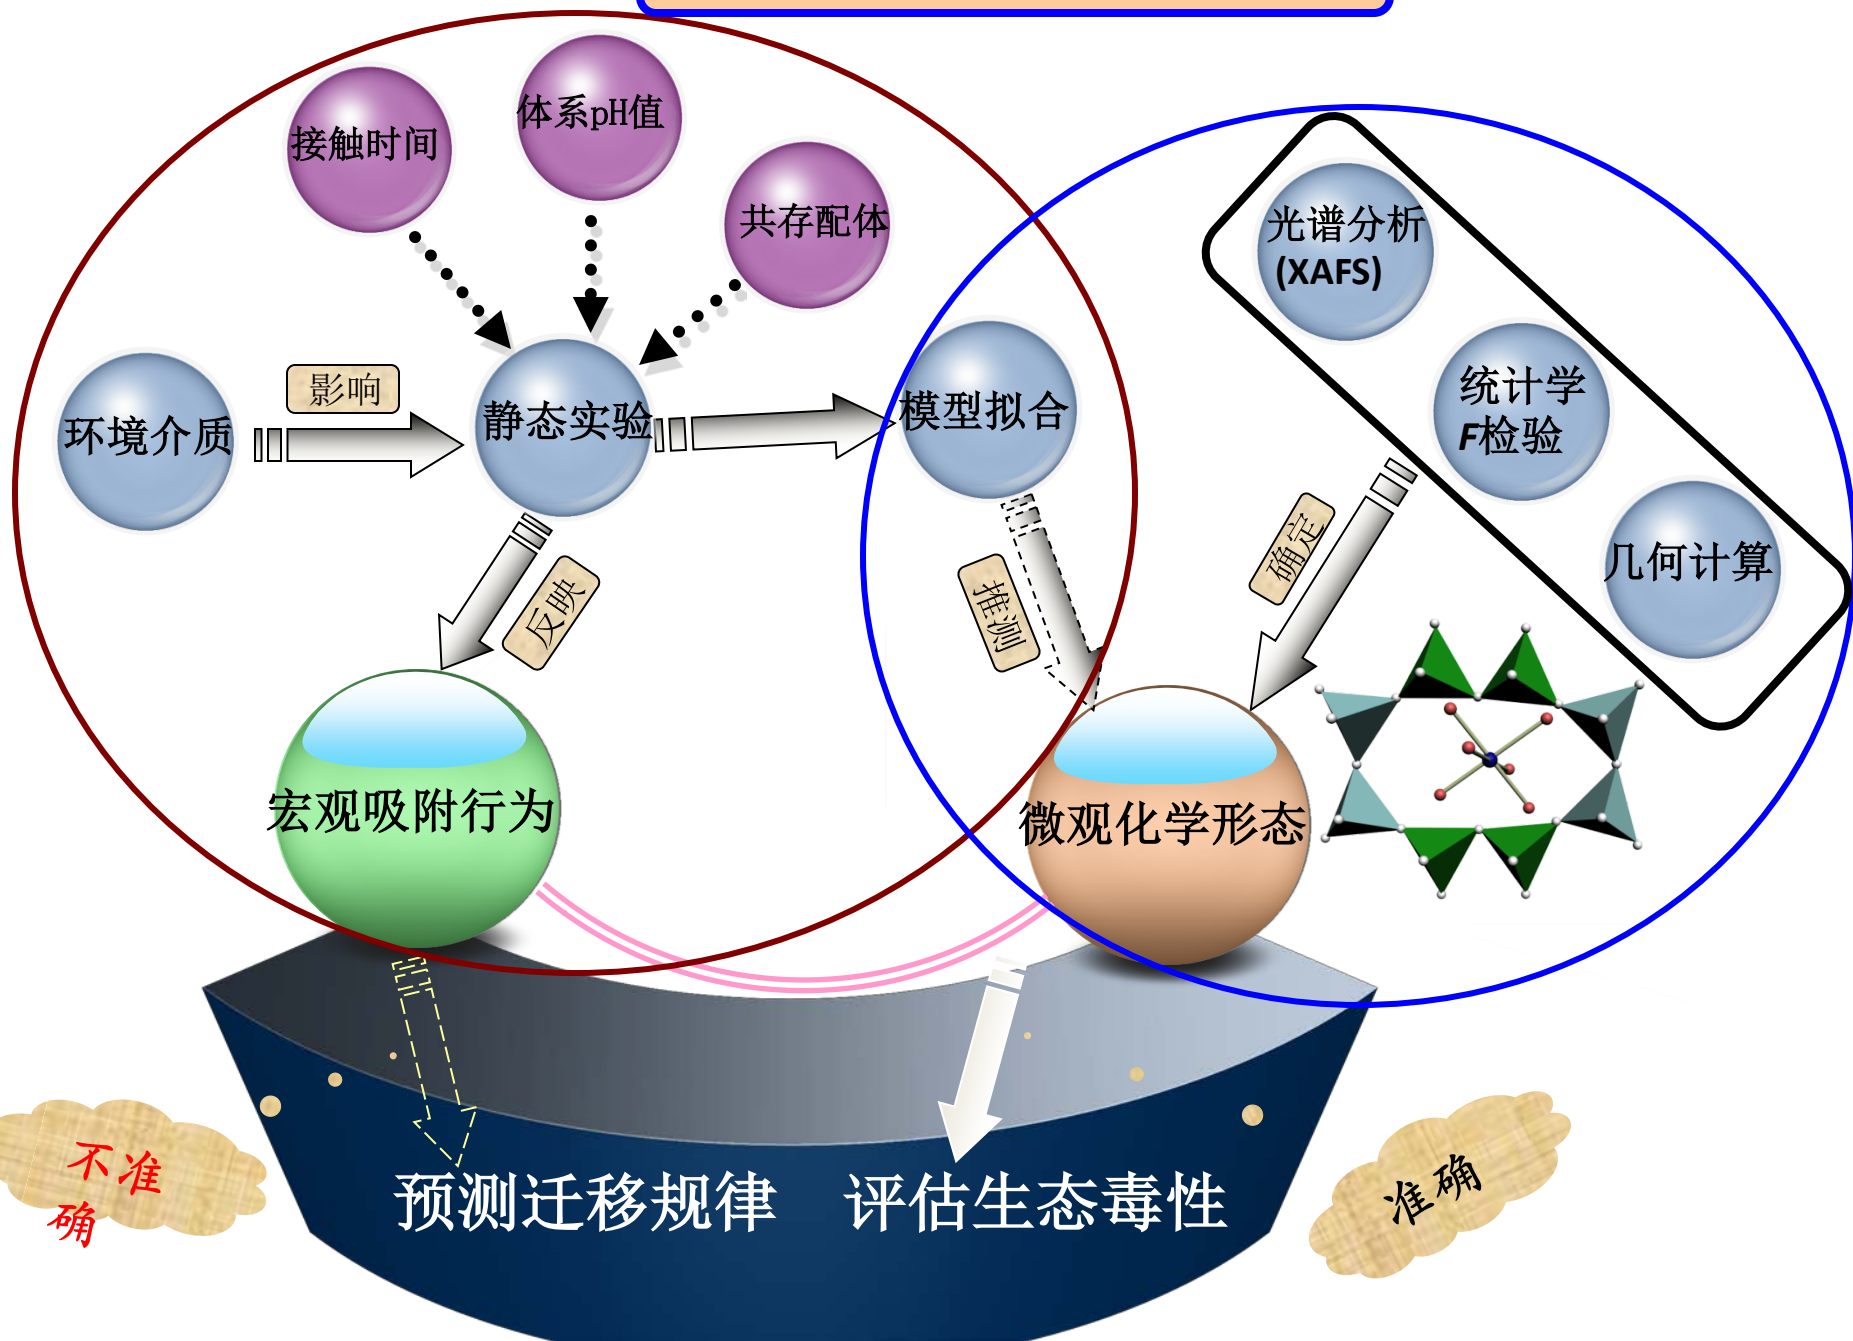 接触时间
体系pH值
共存配体
光谱分析
(XAFS)
环境介质
影响
静态实验
模型拟合
统计学
F检验
几何计算
反映
推测
确定
宏观吸附行为
微观化学形态
不准
确
预测迁移规律
评估生态毒性
准确